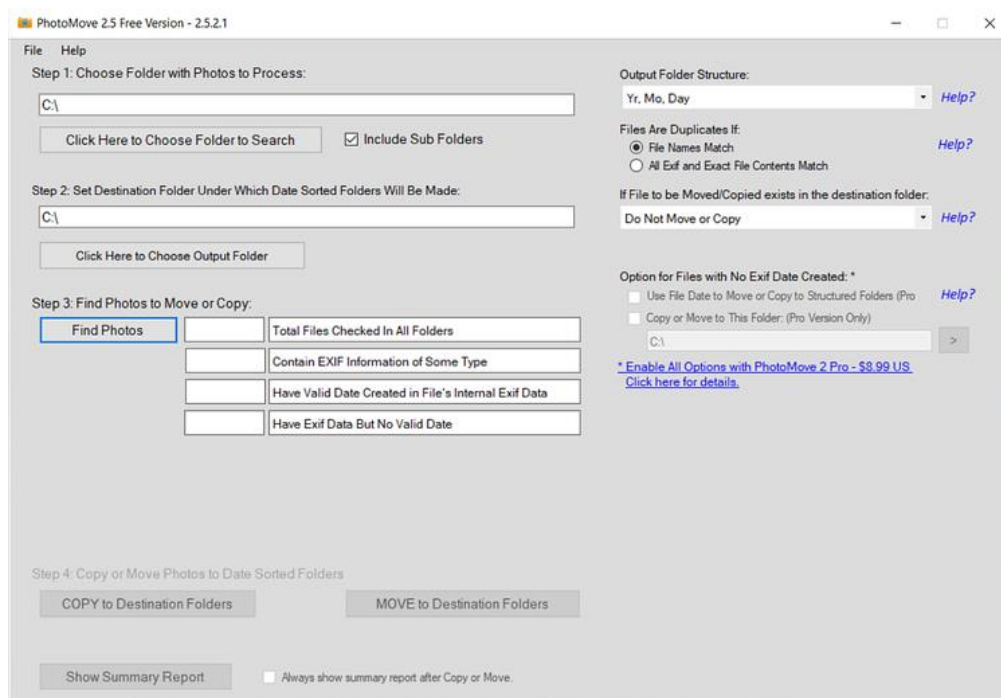 PhotoMove 2.5 Free Version - 2.5.2.1
File Help
Step 1: Choose Folder with Photos to Process:
C:\
Click Here to Choose Folder to Search
Include Sub Folders
Step 2: Set Destination Folder Under Which Date Sorted Folders Will Be Made:
C:\
Click Here to Choose Output Folder
Step 3: Find Photos to Move or Copy:
Find Photos
Total Files Checked In All Folders
Contain EXIF Information of Some Type
Have Valid Date Created in File's Internal Exif Data
Have Exif Data But No Valid Date
Step 4: Copy or Move Photos to Date Sorted Folders
COPY to Destination Folders
MOVE to Destination Folders
Show Summary Report
Always show summary report after Copy or Move.
Output Folder Structure:
Yr, Mo, Day
Help?
Files Are Duplicates If:
File Names Match
Help?
All Exif and Exact File Contents Match
If File to be Moved/Copied exists in the destination folder:
Do Not Move or Copy
Help?
Option for Files with No Exif Date Created: *
Use File Date to Move or Copy to Structured Folders (Pro
Help?
Copy or Move to This Folder: (Pro Version Only)
C:\
>
* Enable All Options with PhotoMove 2 Pro - $8.99 US
Click here for details.